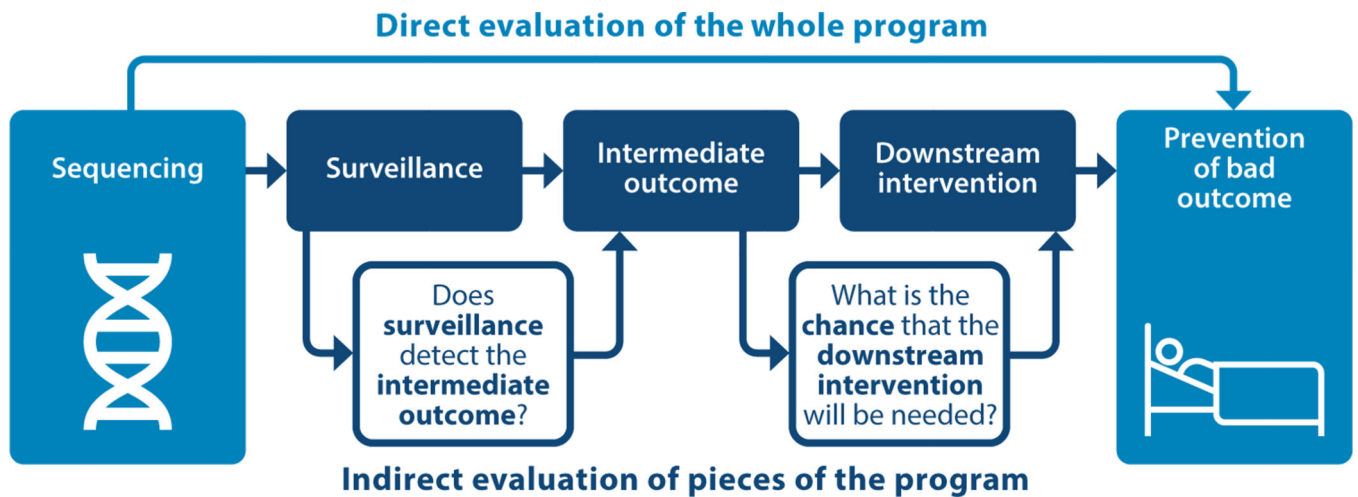 Direct evaluation of the whole program
Sequencing
Surveillance
Intermediate
outcome
Downstream
intervention
Prevention
of bad
outcome
Does
surveillance
detect the
intermediate
outcome?
What is the
chance that the
downstream
intervention
will be needed?
Indirect evaluation of pieces of the program